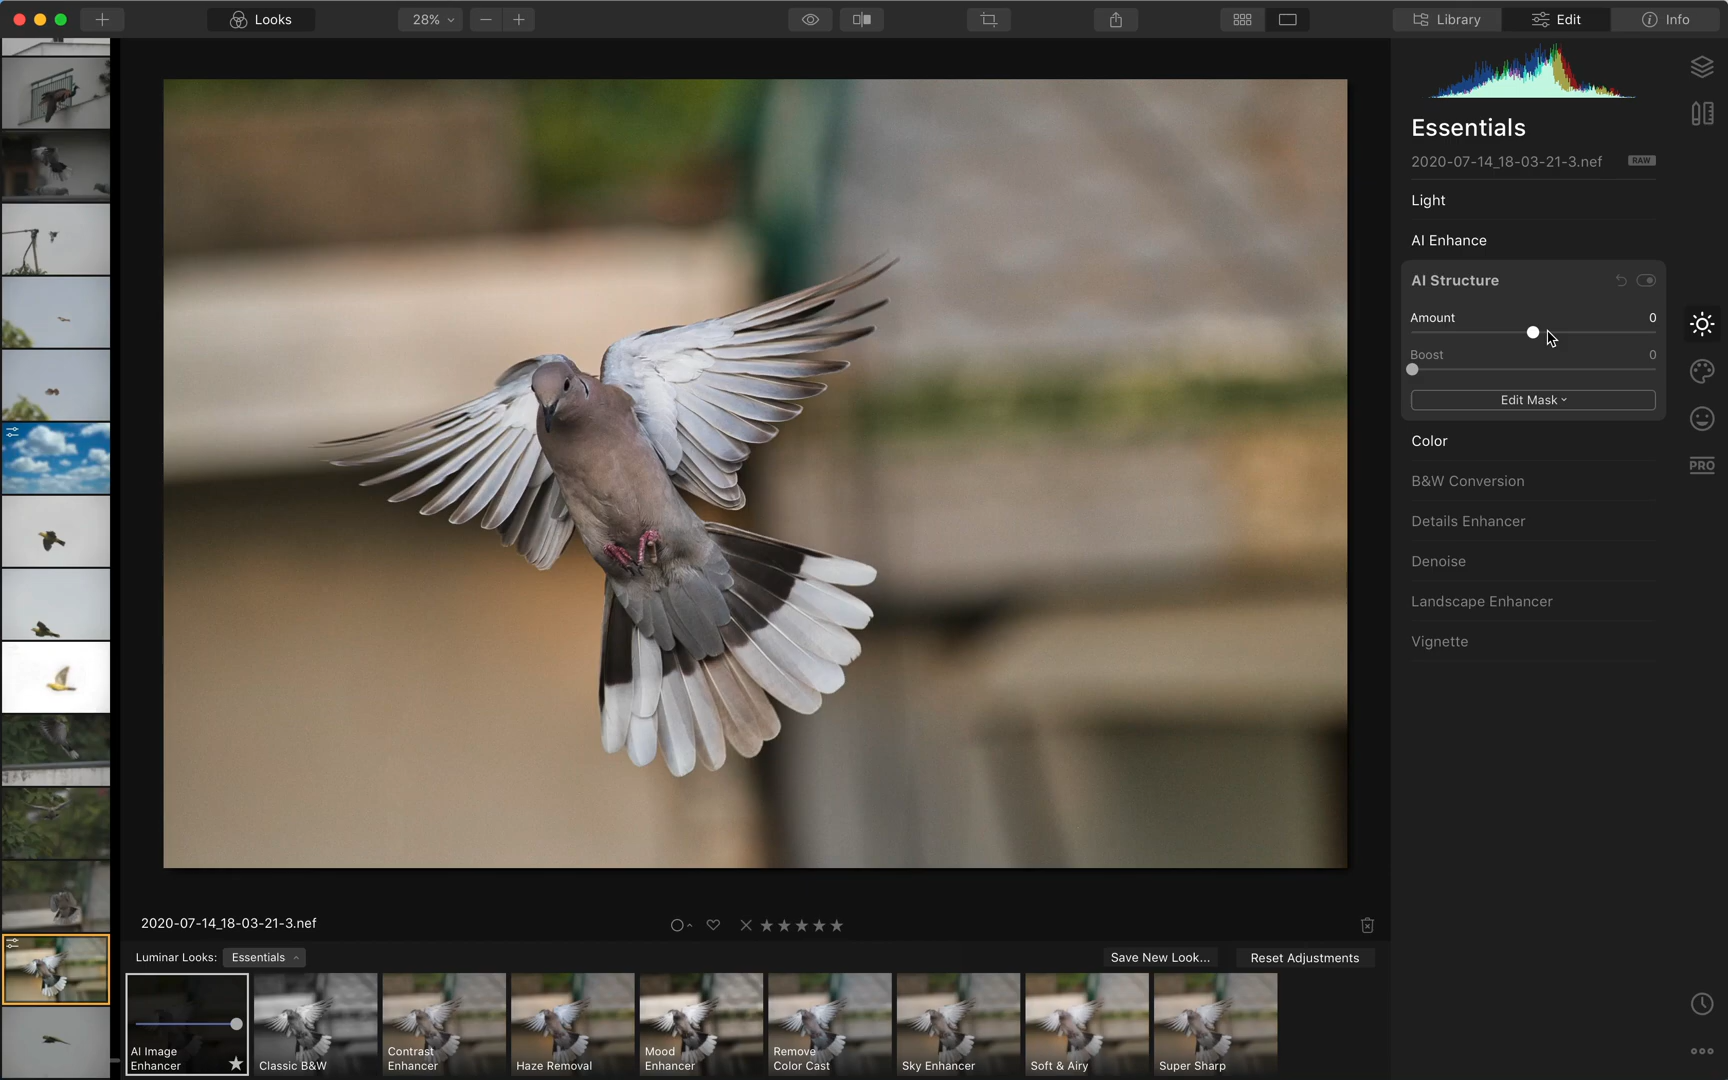 Looks
28%
Library
Edit
Info
Essentials
2020-07-14_18-03-21-3.nef
RAW
Light
AI Enhance
AI Structure
Amount 0
Boost 0
Edit Mask
Color
B&W Conversion
Details Enhancer
Denoise
Landscape Enhancer
Vignette
PRO
2020-07-14_18-03-21-3.nef
Luminar Looks: Essentials
Save New Look...
Reset Adjustments
AI Image
Enhancer
Classic B&W
Contrast
Enhancer
Haze Removal
Mood
Enhancer
Remove
Color Cast
Sky Enhancer
Soft & Airy
Super Sharp